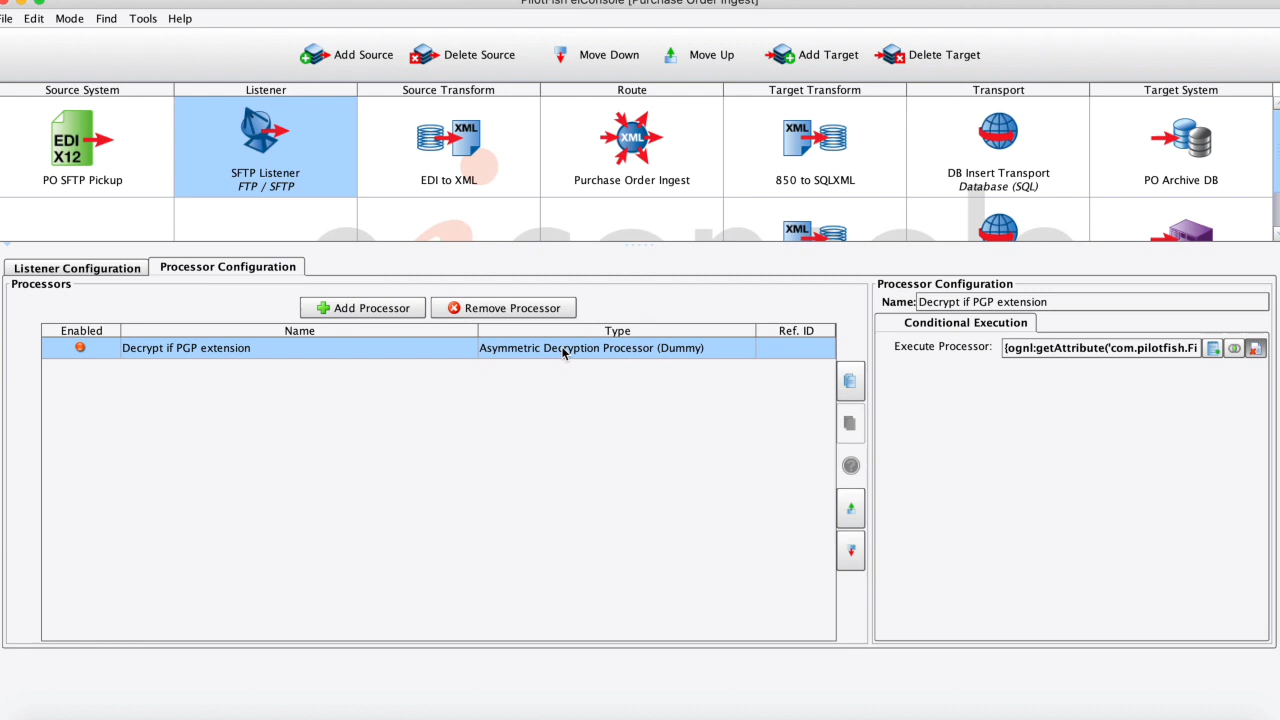 PilotFish eiConsole [Purchase Order Ingest]
File Edit Mode Find Tools Help
Add Source Delete Source Move Down Move Up Add Target Delete Target
Source System Listener Source Transform Route Target Transform Transport Target System
EDI X12 XML XML XML
PO SFTP Pickup SFTP Listener EDI to XML Purchase Order Ingest 850 to SQLXML DB Insert Transport PO Archive DB
FTP / SFTP Database (SQL)
XML
Listener Configuration Processor Configuration
Processors
Add Processor Remove Processor
Enabled Name Type Ref. ID
Decrypt if PGP extension Asymmetric Decryption Processor (Dummy)
Processor Configuration
Name: Decrypt if PGP extension
Conditional Execution
Execute Processor: {ognl:getAttribute('com.pilotfish.Fi